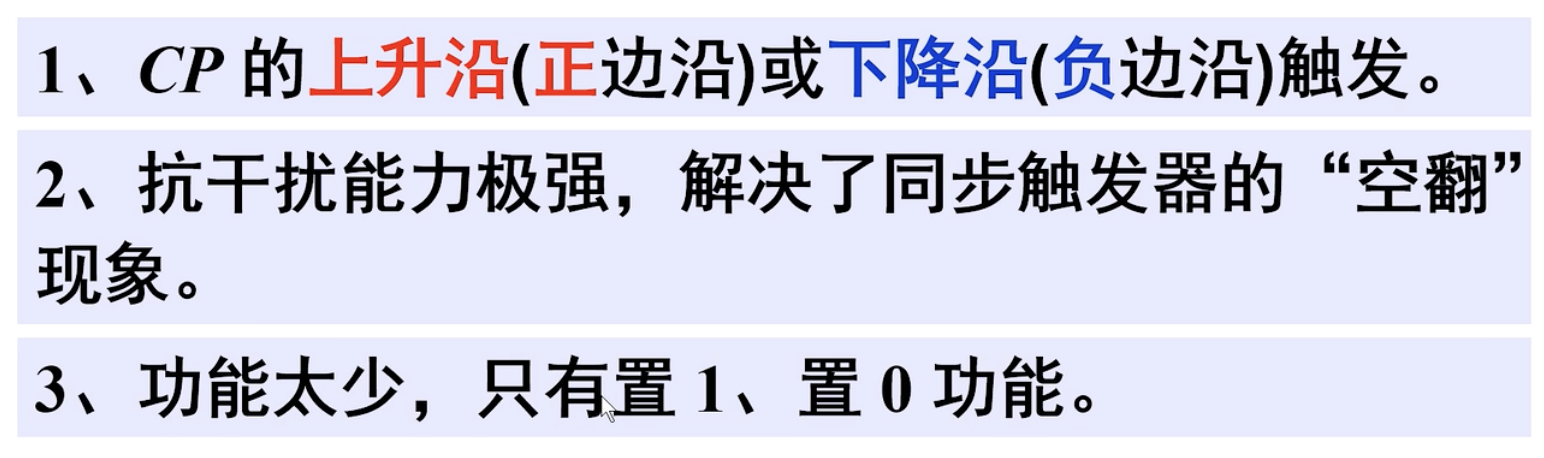 1、CP 的上升沿(正边沿)或下降沿(负边沿)触发。
2、抗干扰能力极强，解决了同步触发器的“空翻”
现象。
3、功能太少，只有置 1、置 0 功能。